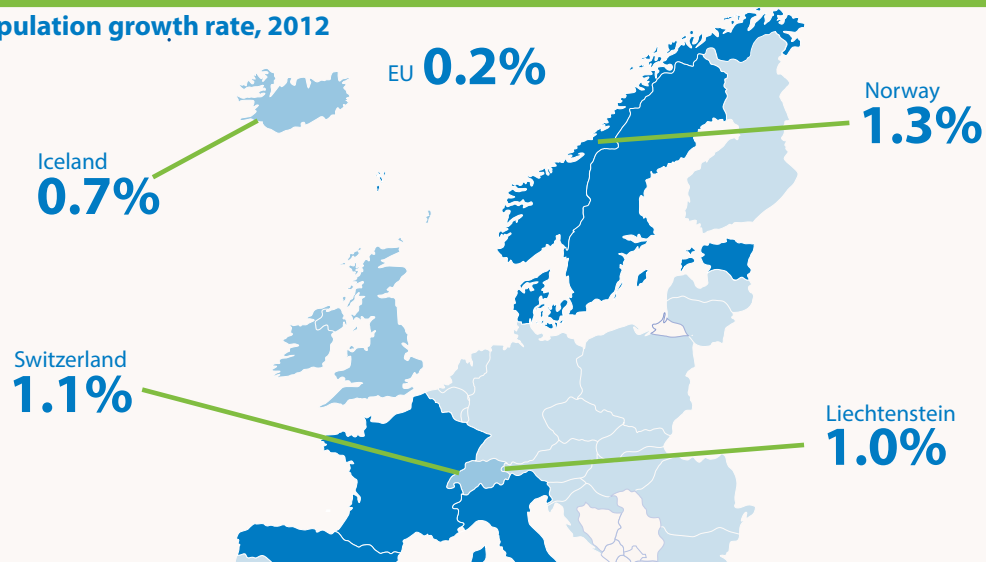 pulation growth rate, 2012
EU 0.2%
Norway
1.3%
Iceland
0.7%
Switzerland
1.1%
Liechtenstein
1.0%